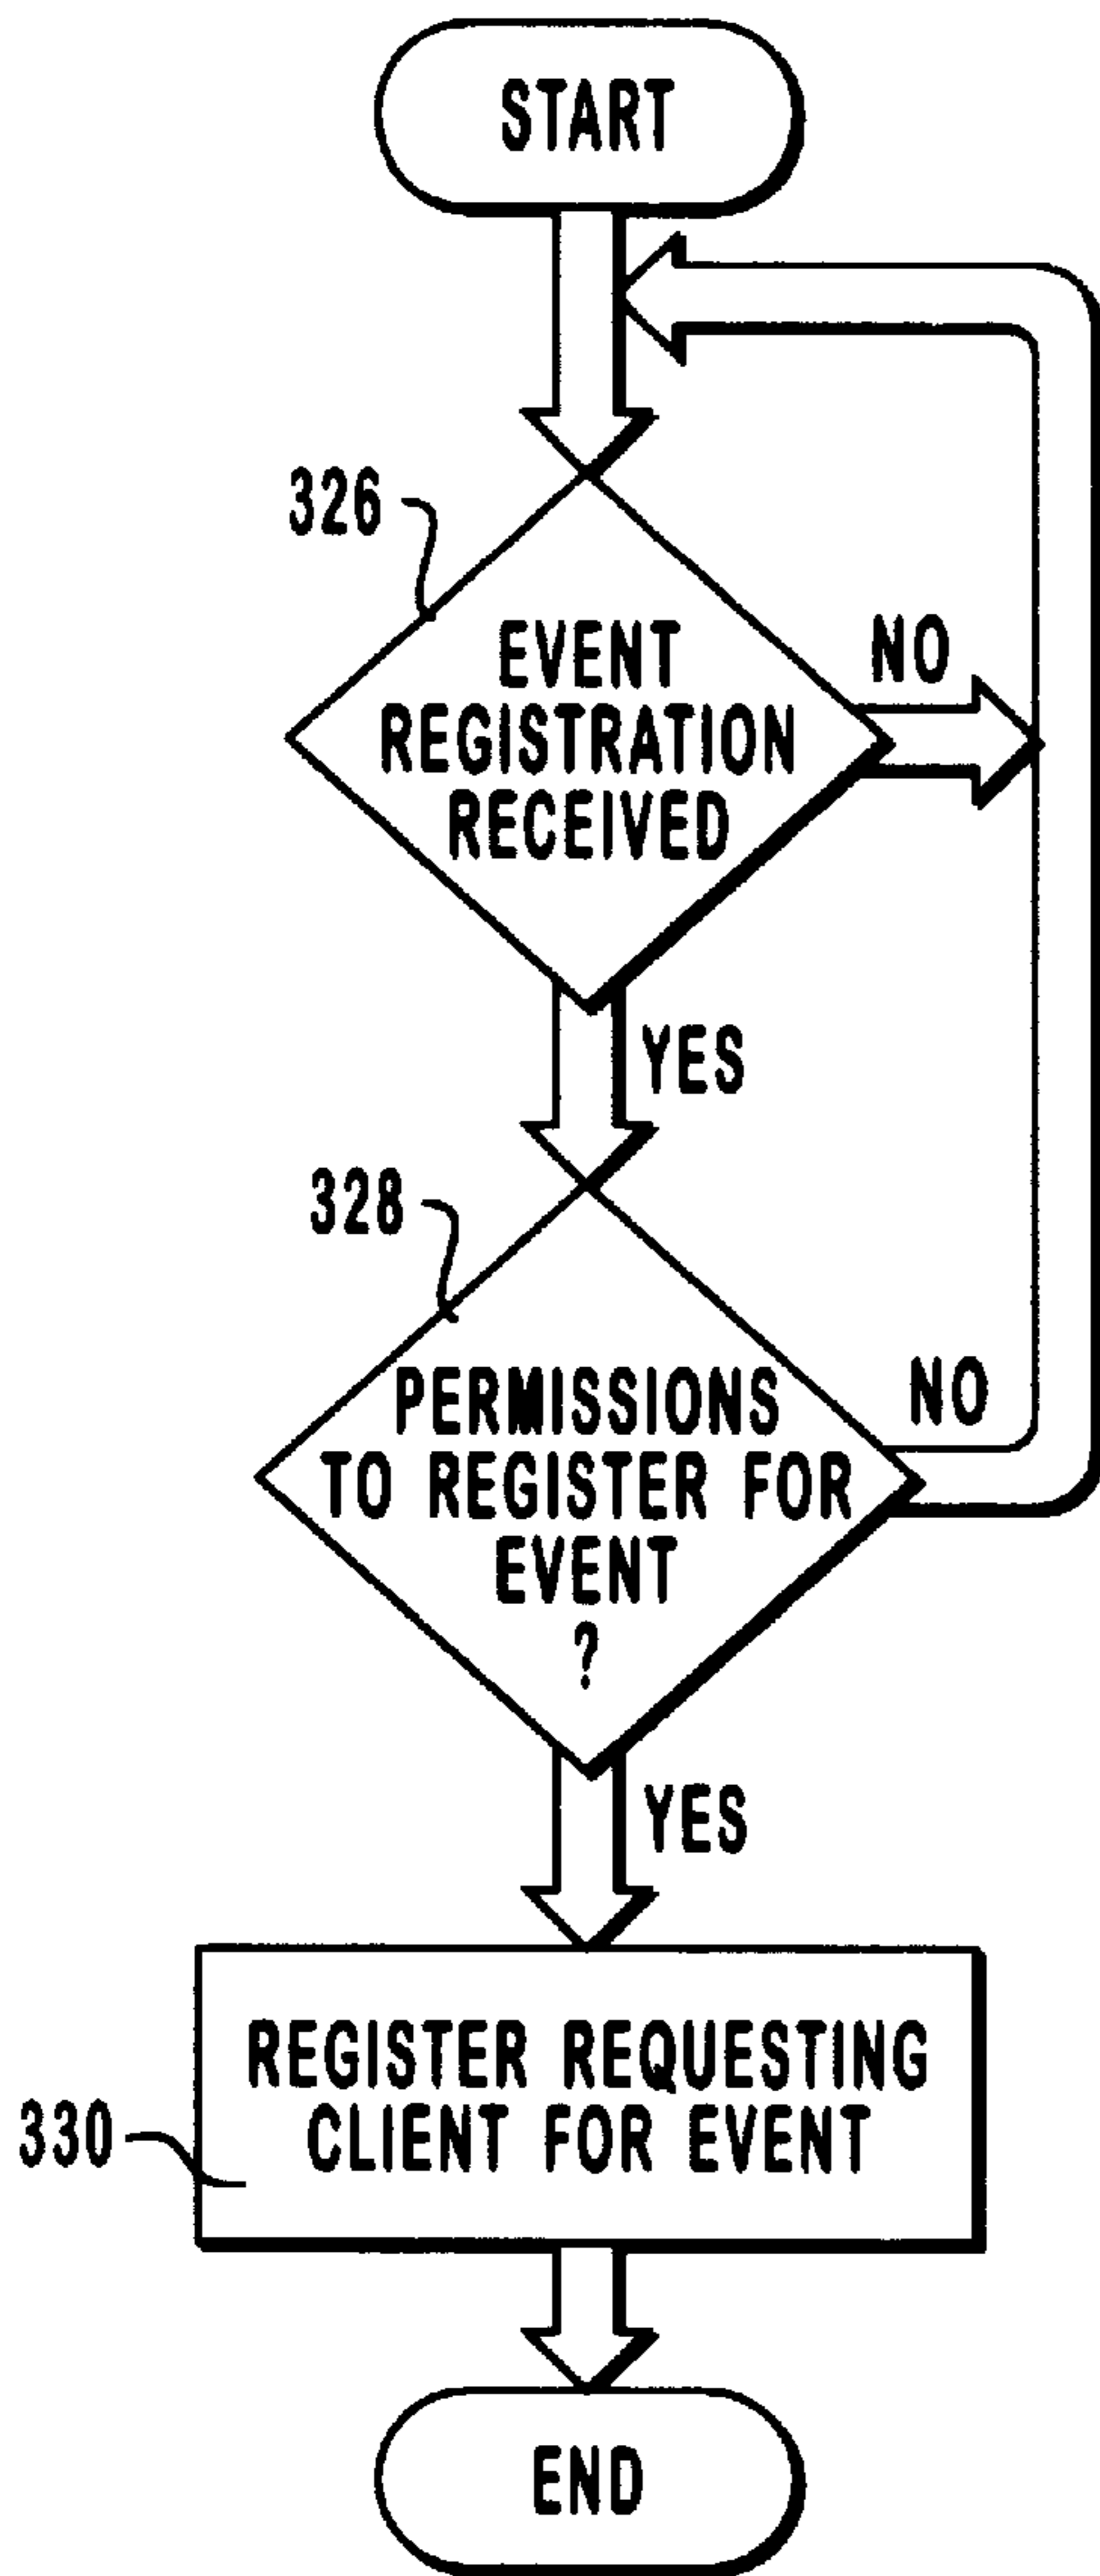 START
326
EVENT
REGISTRATION
RECEIVED
NO
YES
328
PERMISSIONS
TO REGISTER FOR
EVENT
?
NO
YES
REGISTER REQUESTING
CLIENT FOR EVENT
330
END